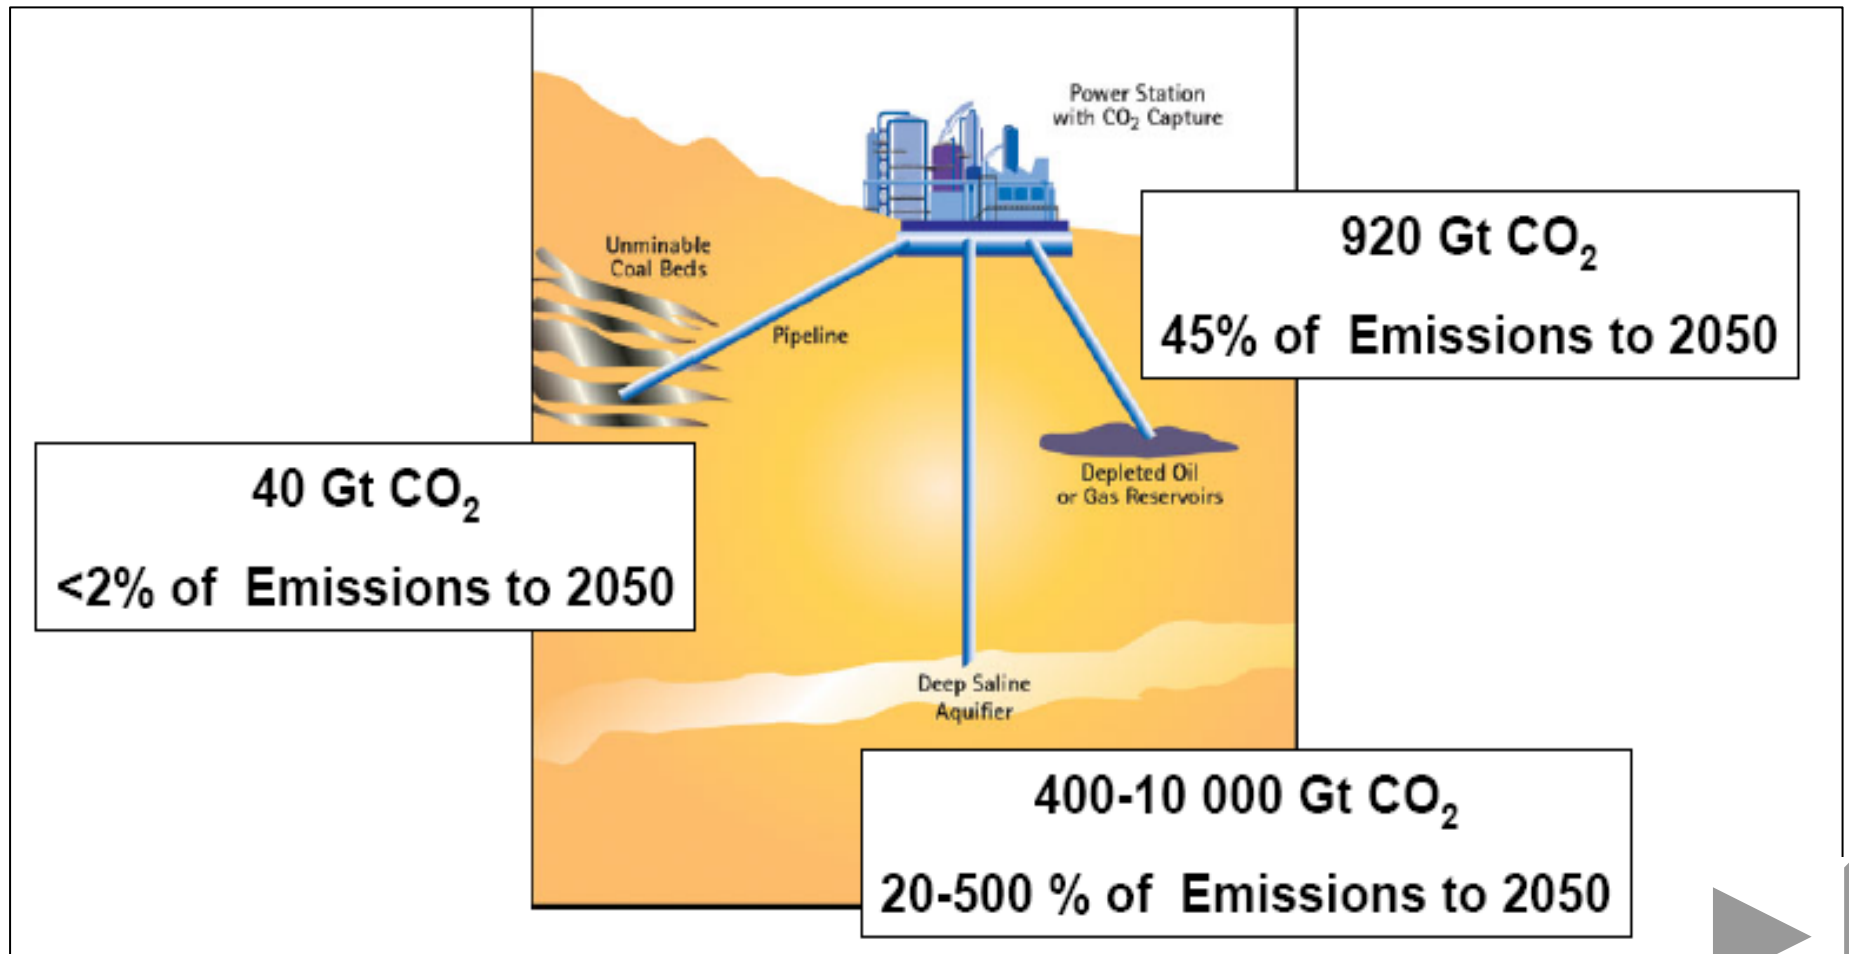 Power Station
with CO₂ Capture
920 Gt CO₂
45% of Emissions to 2050
Unminable
Coal Beds
Pipeline
40 Gt CO₂
<2% of Emissions to 2050
Depleted Oil
or Gas Reservoirs
Deep Saline
Aquifier
400-10 000 Gt CO₂
20-500 % of Emissions to 2050